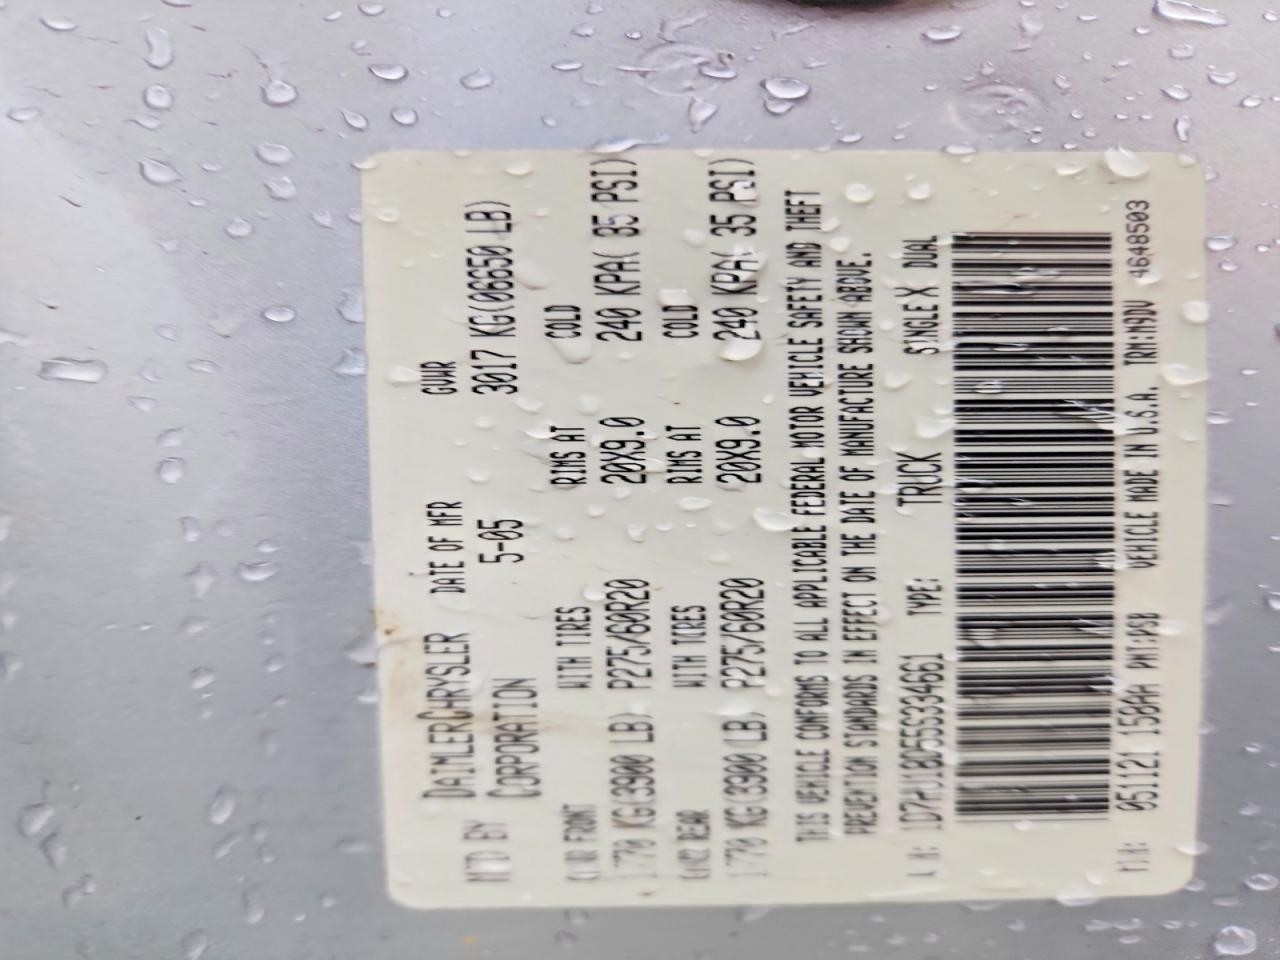 MFD BY DAIMLERCHRYSLER DATE OF MFR GVWR
CORPORATION 5-05 3017 KG(06650 LB)
GAWR FRONT WITH TIRES RIMS AT COLD
1770 KG(3900 LB) P275/60R20 20X9.0 240 KPA( 35 PSI)
GAWR REAR WITH TIRES RIMS AT COLD
1770 KG(3900 LB) P275/60R20 20X9.0 240 KPA( 35 PSI)
THIS VEHICLE CONFORMS TO ALL APPLICABLE FEDERAL MOTOR VEHICLE SAFETY AND THEFT
PREVENTION STANDARDS IN EFFECT ON THE DATE OF MANUFACTURE SHOWN ABOVE.
TYPE: TRUCK SINGLE X DUAL
051121 158AA PNT:PSB VEHICLE MADE IN U.S.A. TRM:M9DV 4648503